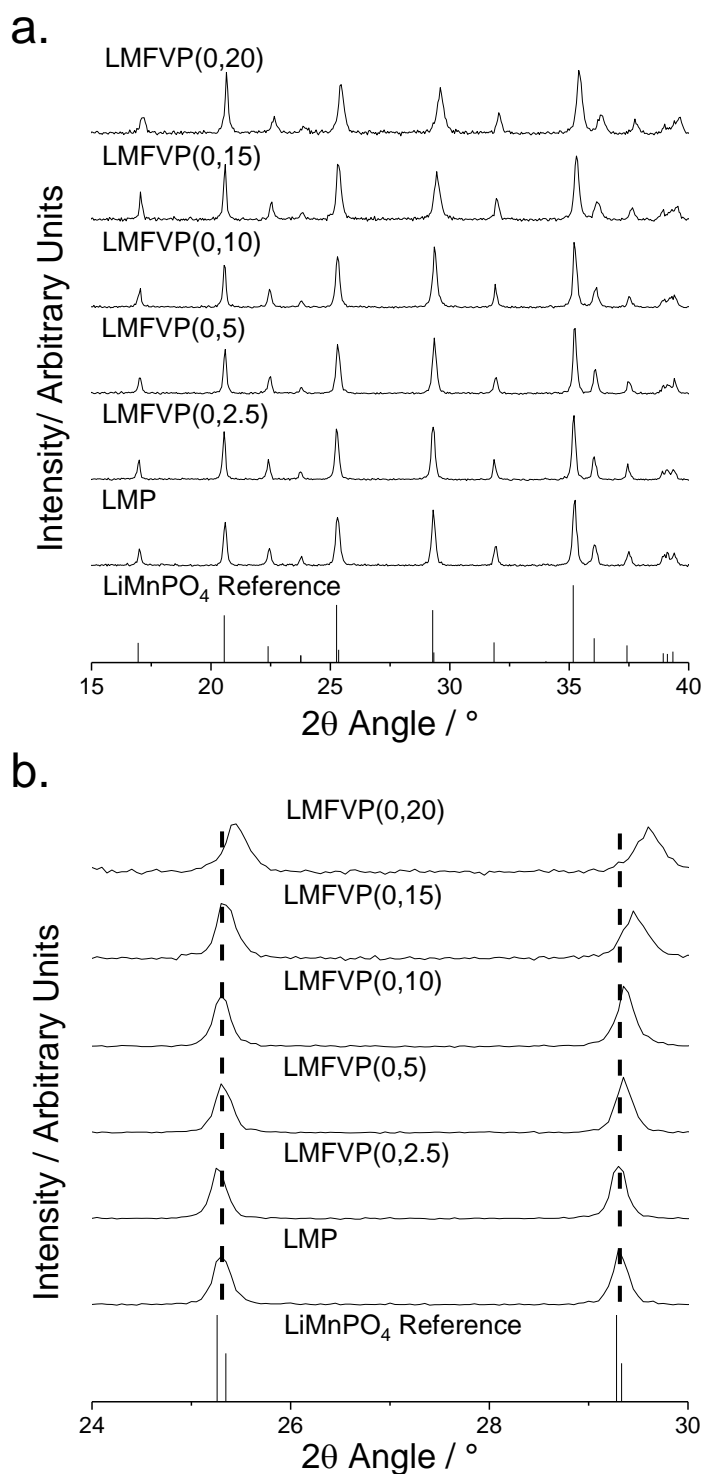 a.
LMFVP(0,20)
LMFVP(0,15)
LMFVP(0,10)
LMFVP(0,5)
LMFVP(0,2.5)
LMP
LiMnPO₄ Reference
Intensity/ Arbitrary Units
15 20 25 30 35 40
2θ Angle / °
b.
LMFVP(0,20)
LMFVP(0,15)
LMFVP(0,10)
LMFVP(0,5)
LMFVP(0,2.5)
LMP
LiMnPO₄ Reference
Intensity / Arbitrary Units
24 26 28 30
2θ Angle / °